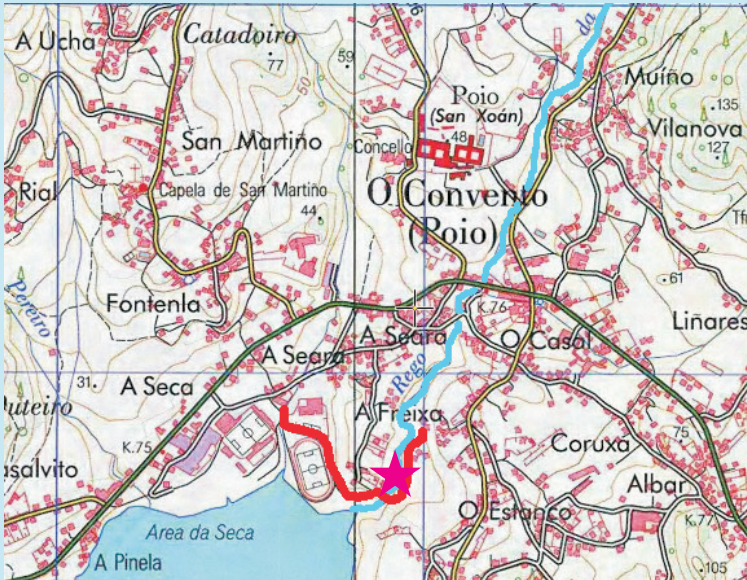 A Ucha
Catadoiro
77
59
50
da
Muíño
135
Vilanova
127
Poio
(San Xoán)
48
Concello
San Martiño
Capela de San Martiño
Rial
44
O Convento
(Poio)
61
Pereiro
Fontenla
K.76
Liñares
A Seara
O Casal
A Seara
Rego
31
A Seca
A Freixa
K.75
Coruxa
75
Albar
O Estanco
K.77
Area da Seca
A Pinela
105